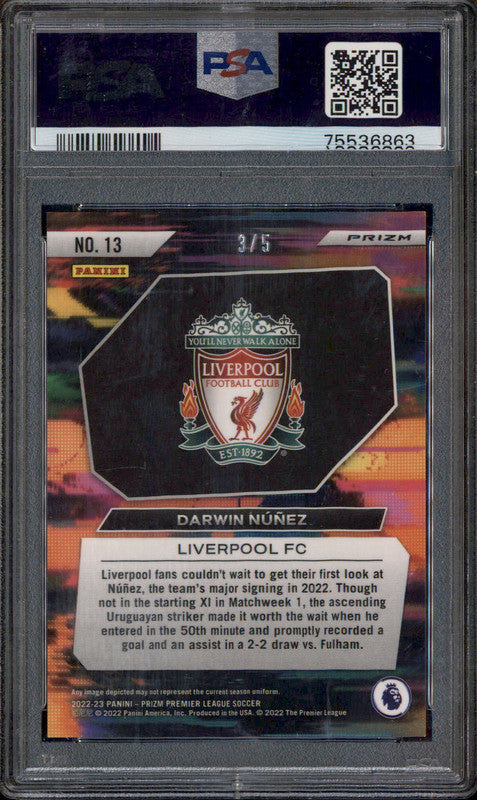 PSA
PSA
75536863
NO. 13
3/5
PRIZM
PANINI
YOU'LL NEVER WALK ALONE
LIVERPOOL
FOOTBALL CLUB
EST·1892
®
DARWIN NÚÑEZ
LIVERPOOL FC
Liverpool fans couldn't wait to get their first look at
Núñez, the team's major signing in 2022. Though
not in the starting XI in Matchweek 1, the ascending
Uruguayan striker made it worth the wait when he
entered in the 50th minute and promptly recorded a
goal and an assist in a 2-2 draw vs. Fulham.
Any image depicted may not represent the current season uniform.
2022-23 PANINI – PRIZM PREMIER LEAGUE SOCCER
© 2022 Panini America, Inc. Produced in the USA. © 2022 The Premier League